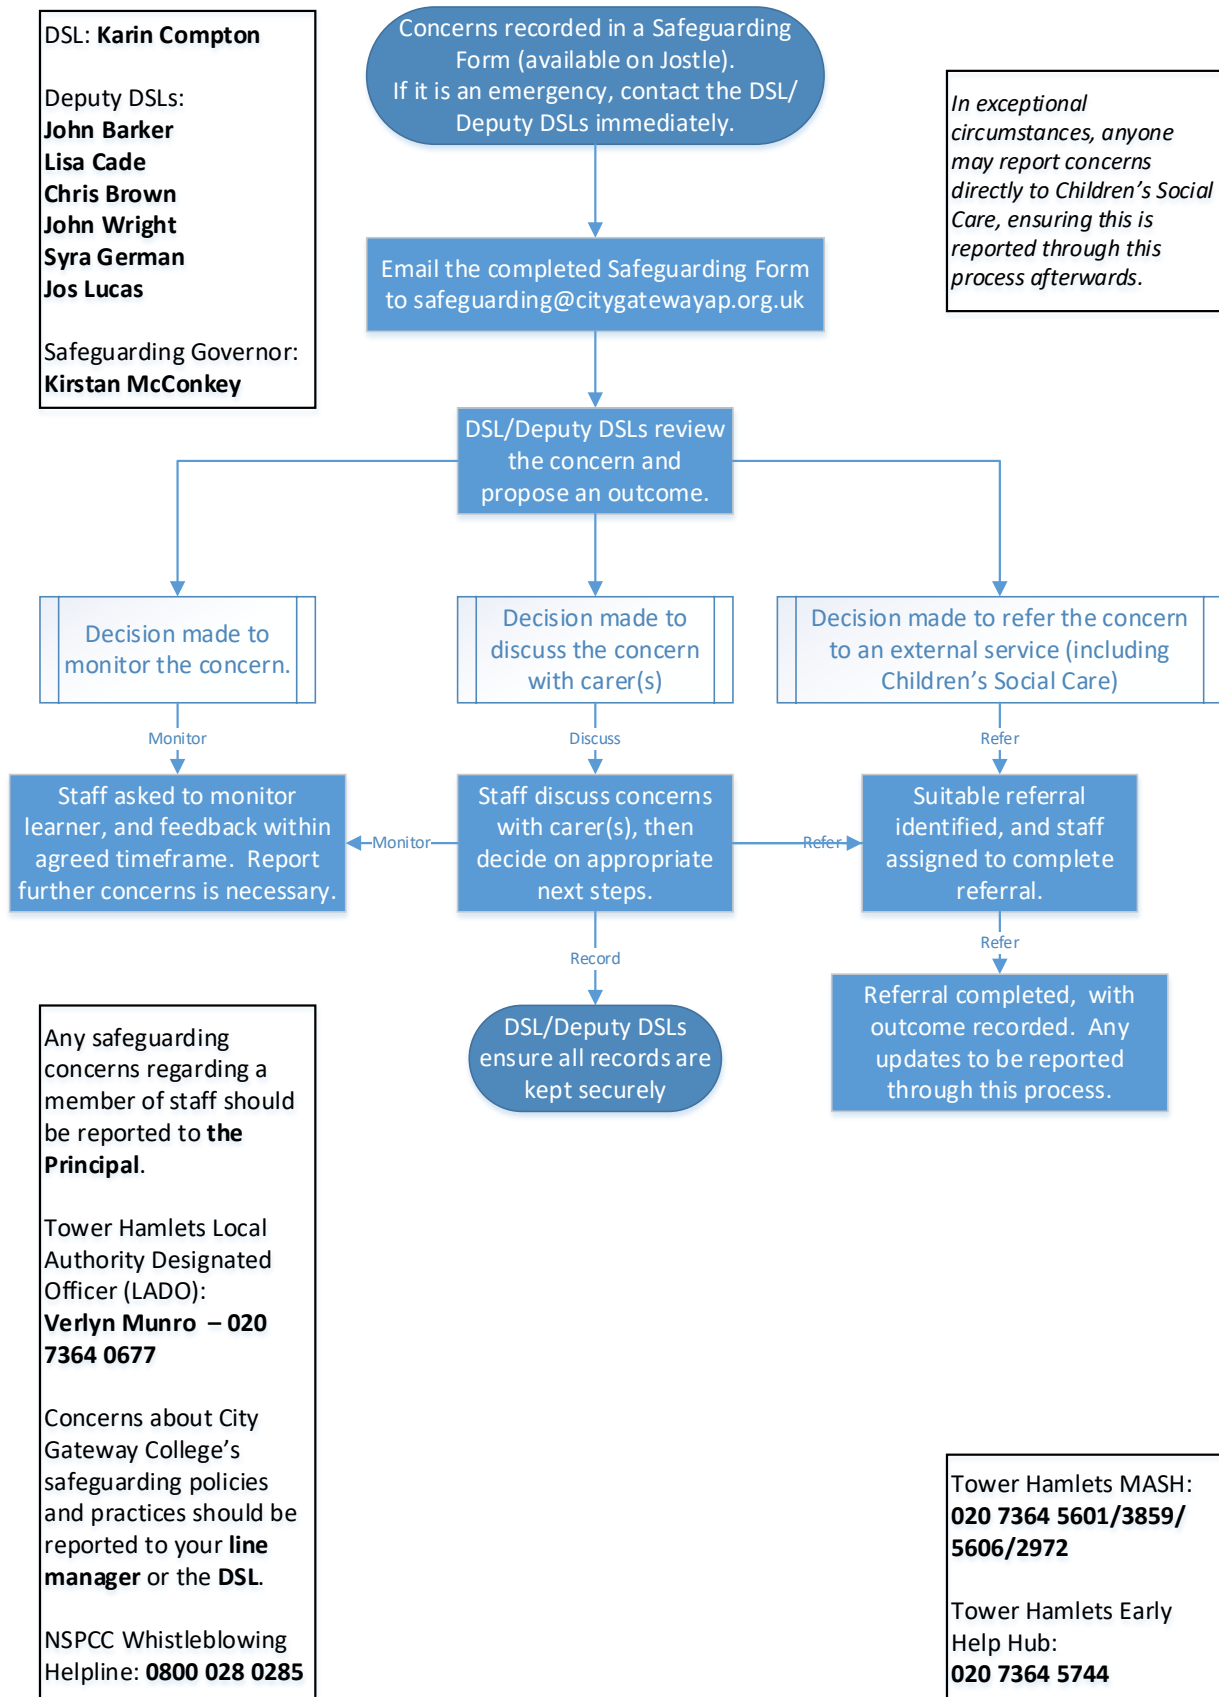 DSL: Karin Compton
Deputy DSLs:
John Barker
Lisa Cade
Chris Brown
John Wright
Syra German
Jos Lucas
Safeguarding Governor:
Kirstan McConkey
Concerns recorded in a Safeguarding
Form (available on Jostle).
If it is an emergency, contact the DSL/
Deputy DSLs immediately.
In exceptional
circumstances, anyone
may report concerns
directly to Children’s Social
Care, ensuring this is
reported through this
process afterwards.
Email the completed Safeguarding Form
to safeguarding@citygatewayap.org.uk
DSL/Deputy DSLs review
the concern and
propose an outcome.
Decision made to
monitor the concern.
Decision made to
discuss the concern
with carer(s)
Decision made to refer the concern
to an external service (including
Children’s Social Care)
Monitor
Discuss
Refer
Staff asked to monitor
learner, and feedback within
agreed timeframe.  Report
further concerns is necessary.
Monitor
Staff discuss concerns
with carer(s), then
decide on appropriate
next steps.
Refer
Suitable referral
identified, and staff
assigned to complete
referral.
Record
Refer
DSL/Deputy DSLs
ensure all records are
kept securely
Referral completed,  with
outcome recorded.  Any
updates to be reported
through this process.
Any safeguarding
concerns regarding a
member of staff should
be reported to the
Principal.
Tower Hamlets Local
Authority Designated
Officer (LADO):
Verlyn Munro  – 020
7364 0677
Concerns about City
Gateway College’s
safeguarding policies
and practices should be
reported to your line
manager or the DSL.
NSPCC Whistleblowing
Helpline: 0800 028 0285
Tower Hamlets MASH:
020 7364 5601/3859/
5606/2972
Tower Hamlets Early
Help Hub:
020 7364 5744